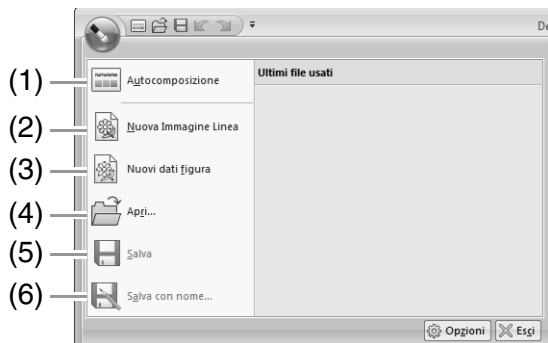 De
(1) Autocomposizione
Ultimi file usati
(2) Nuova Immagine Linea
(3) Nuovi dati figura
(4) Apri...
(5) Salva
(6) Salva con nome...
Opzioni
Esci